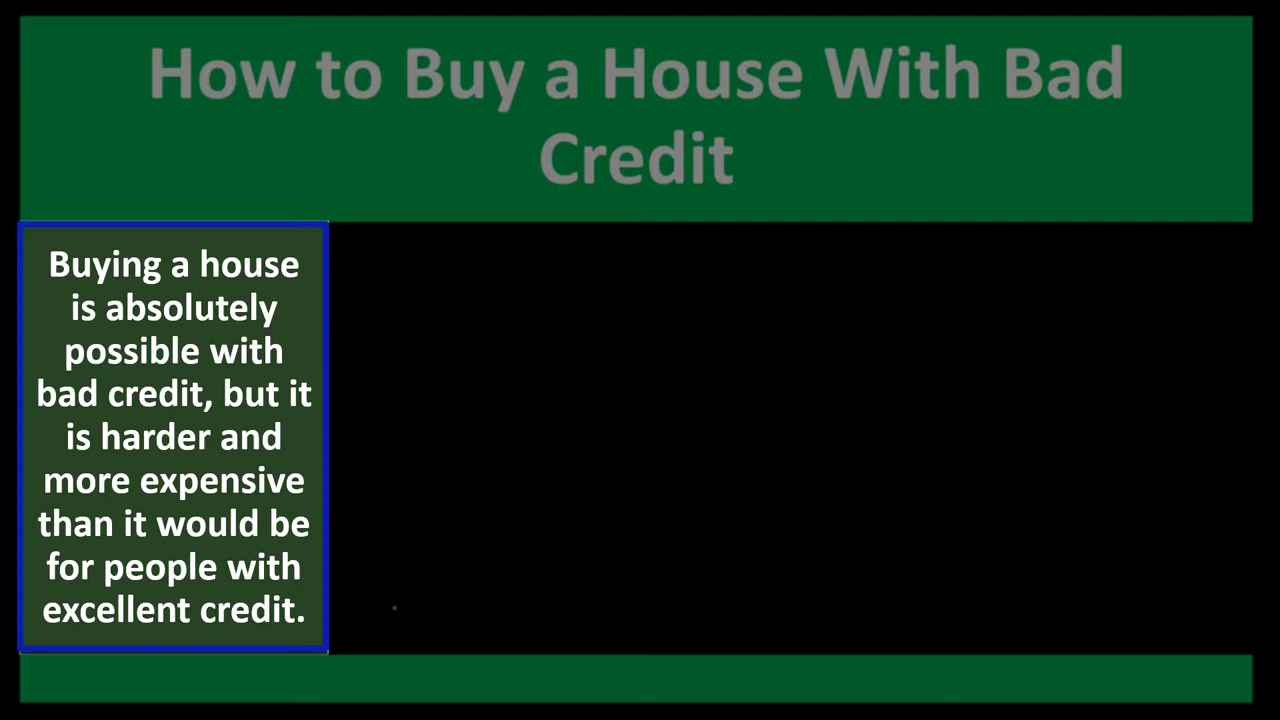 How to Buy a House With Bad
Credit
Buying a house
is absolutely
possible with
bad credit, but it
is harder and
more expensive
than it would be
for people with
excellent credit.